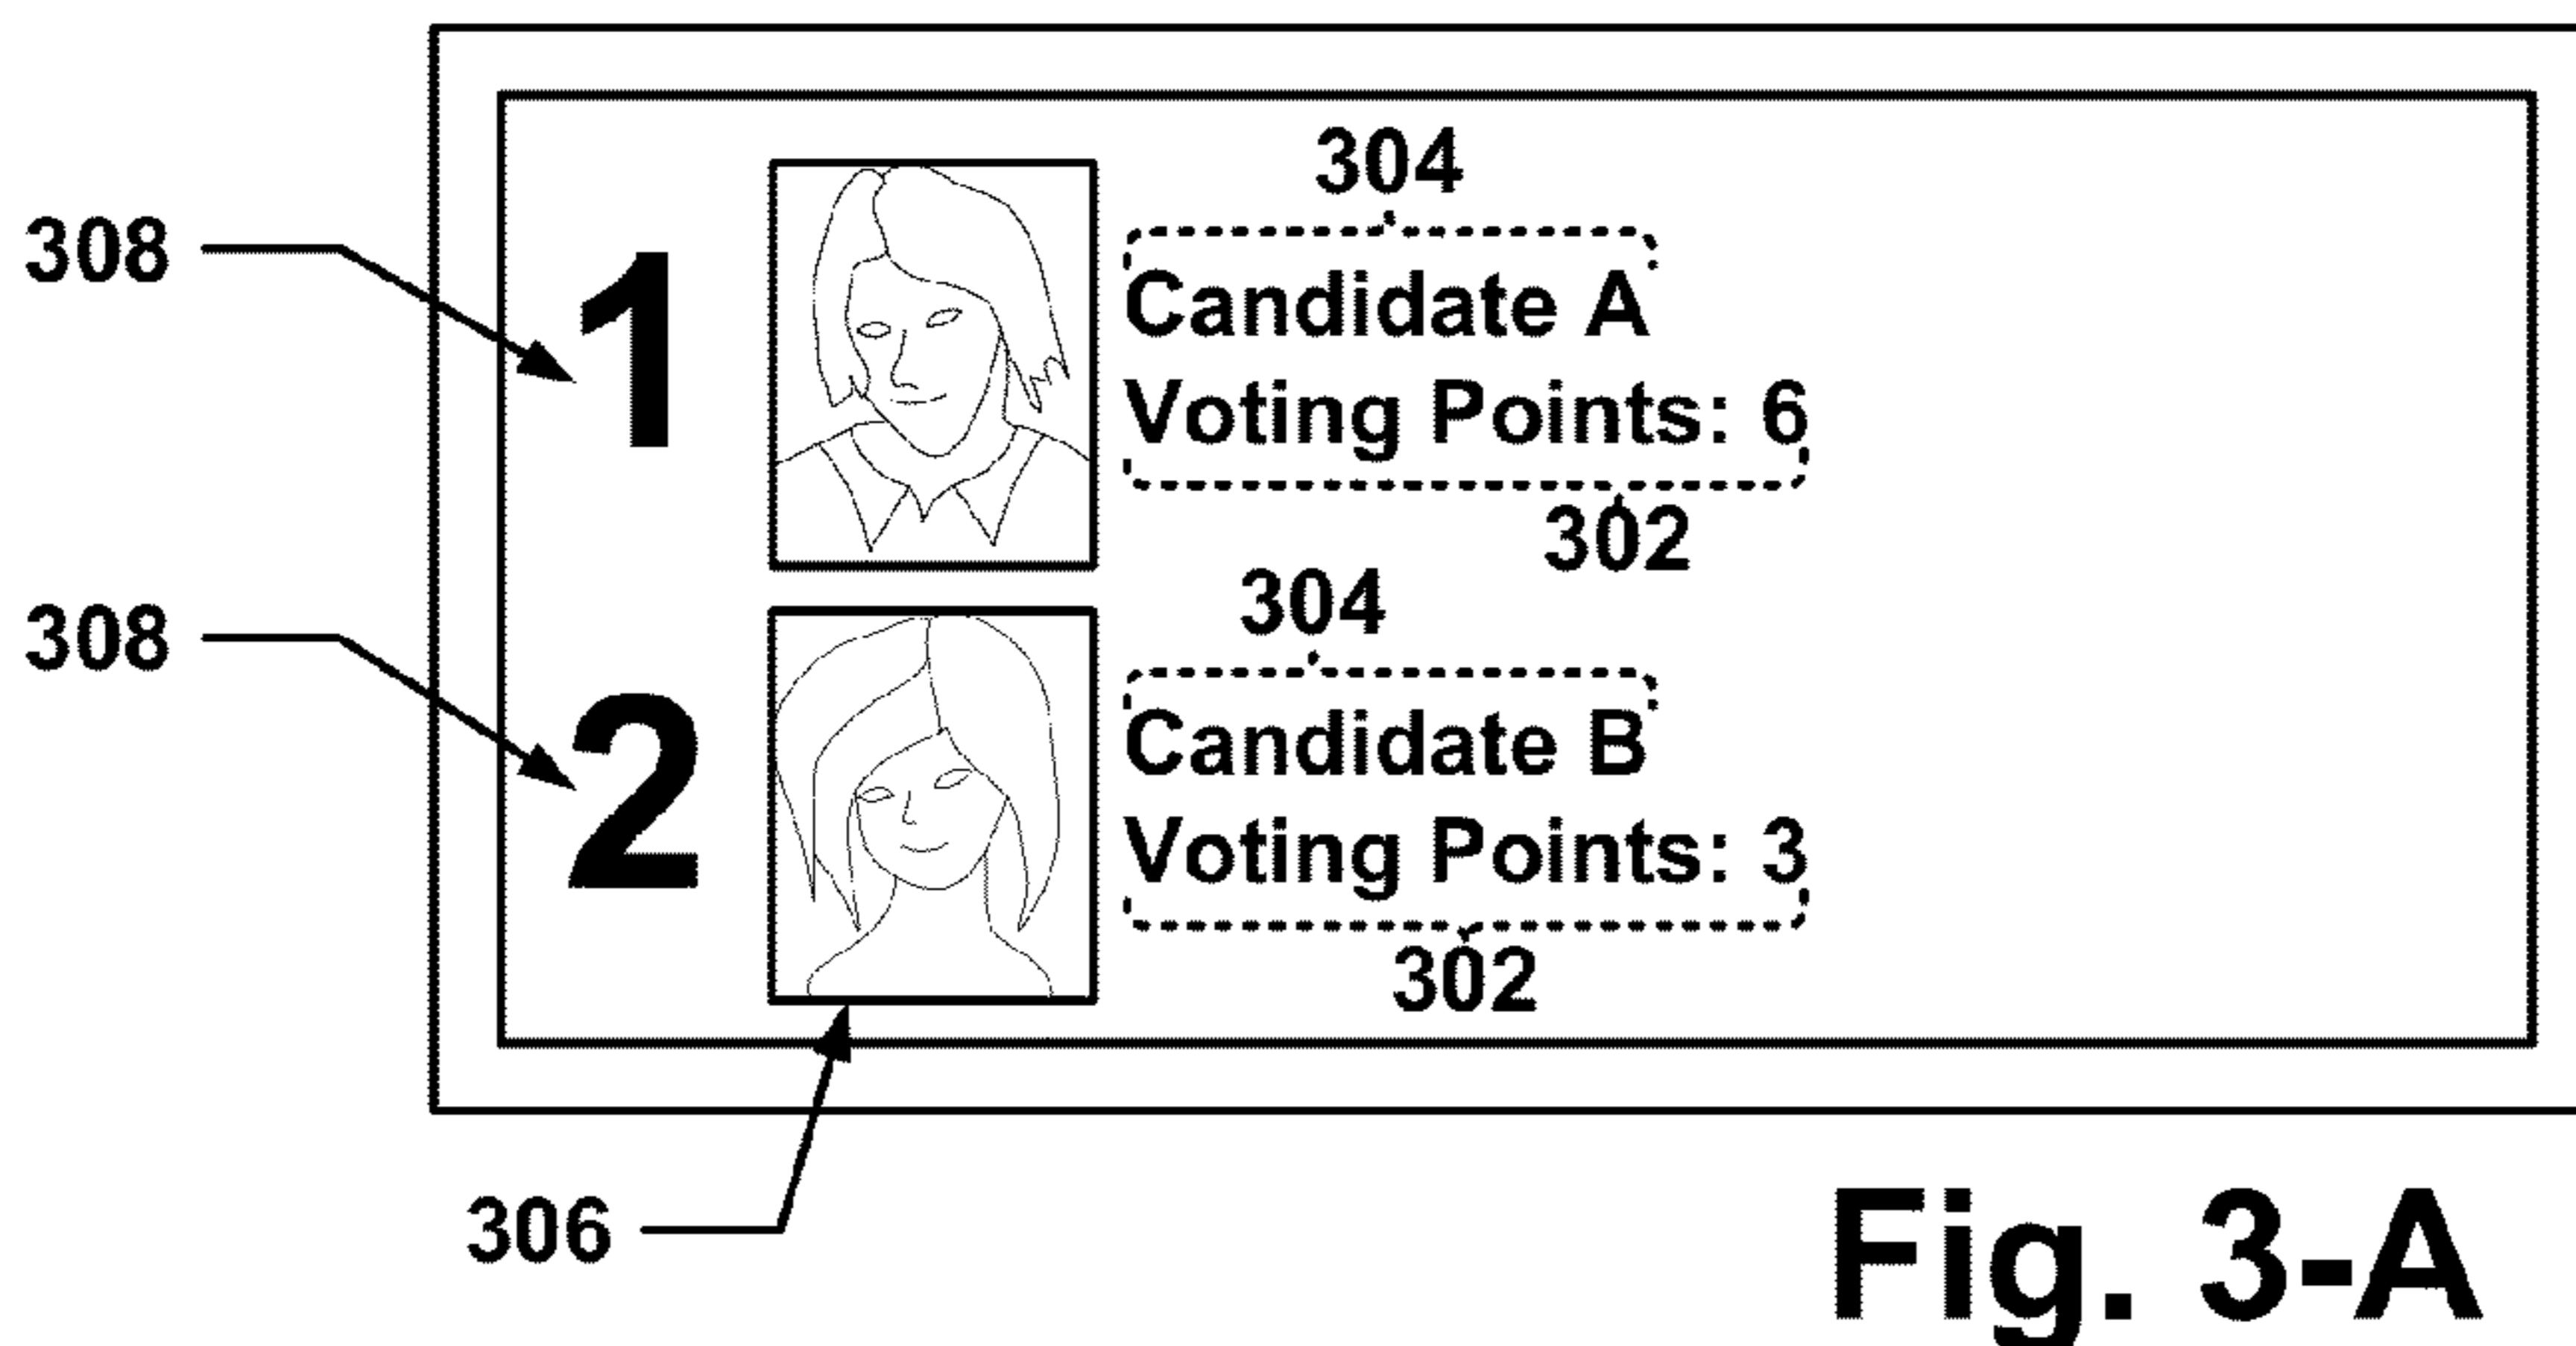 304
308
1
Candidate A
Voting Points: 6
302
304
308
2
Candidate B
Voting Points: 3
302
306
Fig. 3-A